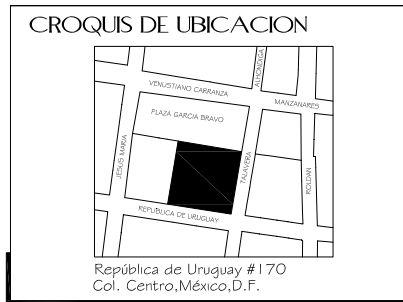 CROQUIS DE UBICACION
ALHONDIGA
VENUSTIANO CARRANZA
MANZANARES
PLAZA GARCIA BRAVO
JESUS MARIA
TALAVERA
ROLDAN
REPUBLICA DE URUGUAY
República de Uruguay #170
Col. Centro,México,D.F.